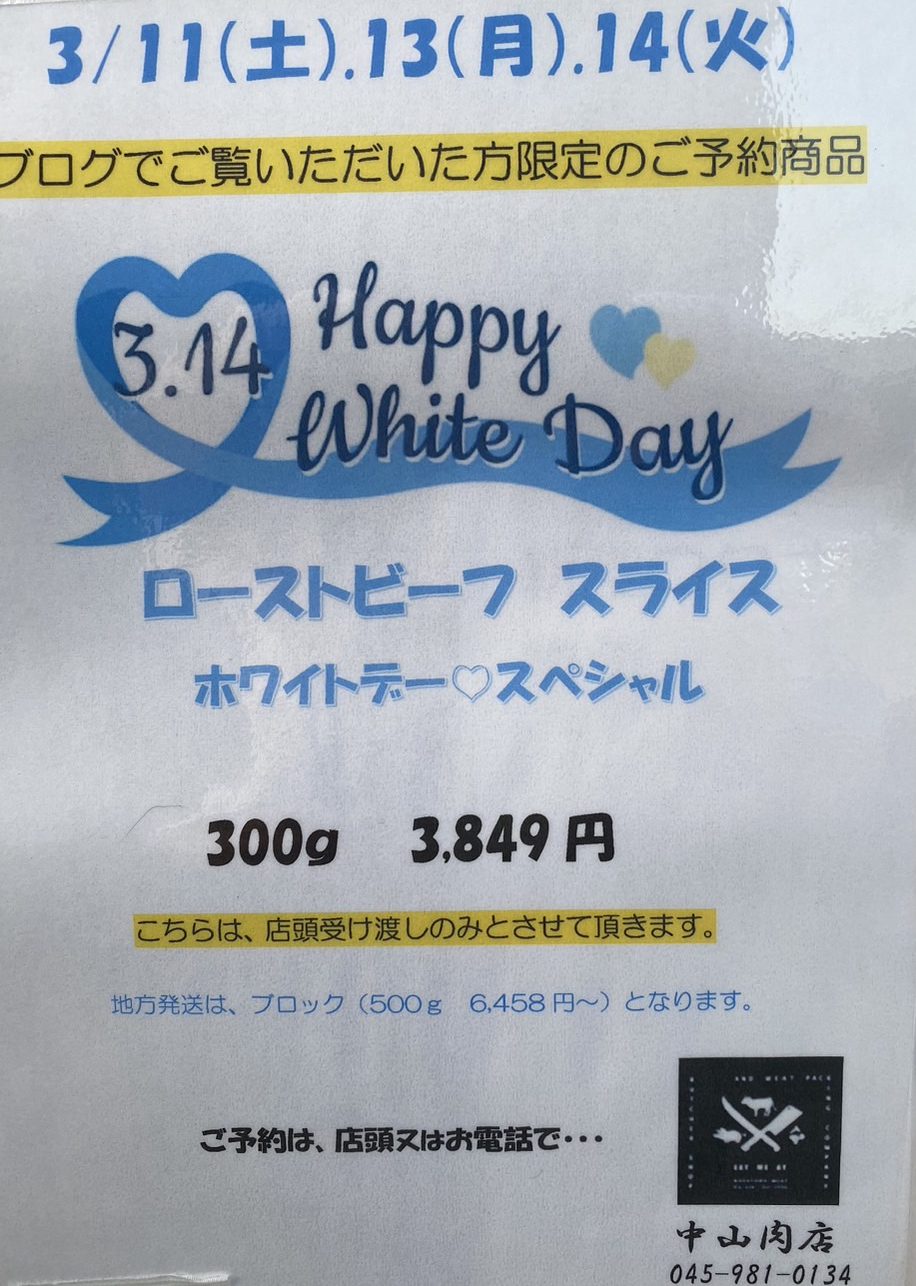 3/11(土).13(月).14(火)
ブログでご覧いただいた方限定のご予約商品
3.14
Happy
White Day
ローストビーフ スライス
ホワイトデー♡スペシャル
300g 3,849円
こちらは、店頭受け渡しのみとさせて頂きます。
地方発送は、ブロック（500g 6,458円～）となります。
ご予約は、店頭又はお電話で・・・
AND MEAT PACK
EAT ME AT
中山肉店
045-981-0134